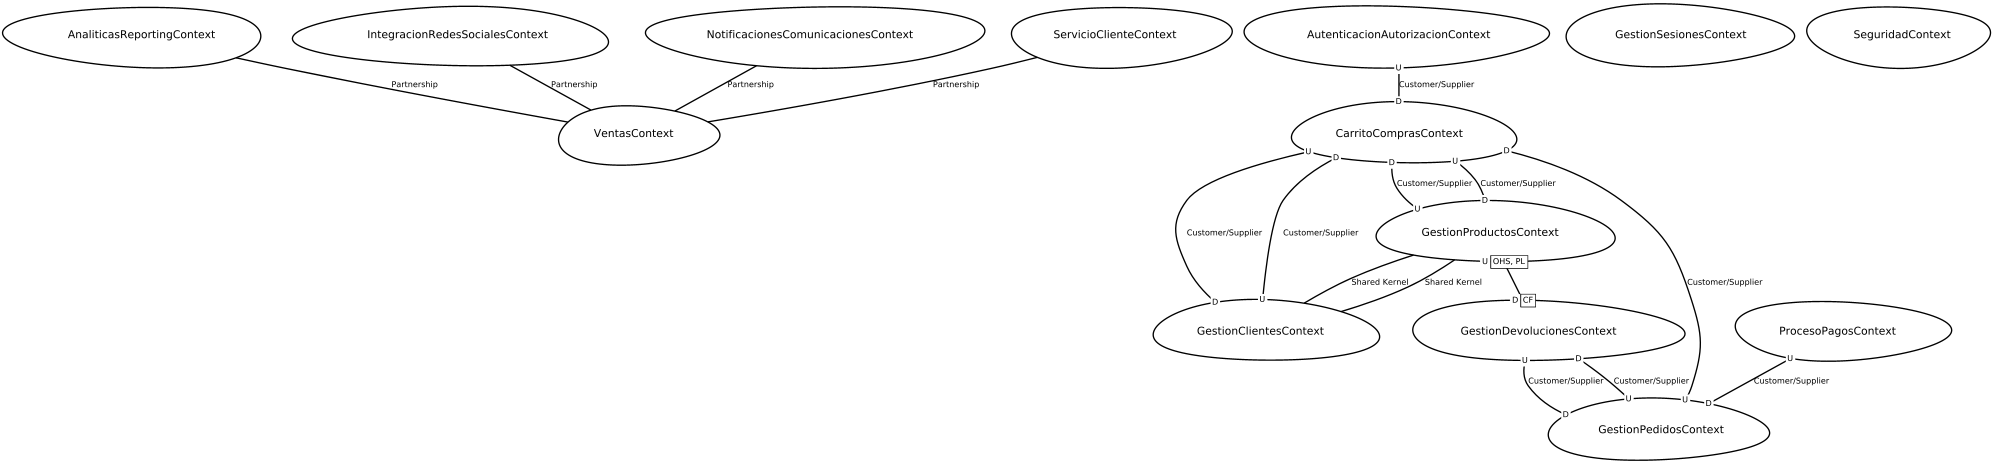 AnaliticasReportingContext
IntegracionRedesSocialesContext
NotificacionesComunicacionesContext
ServicioClienteContext
AutenticacionAutorizacionContext
GestionSesionesContext
SeguridadContext
U
Partnership
Partnership
Partnership
Partnership
Customer/Supplier
D
VentasContext
CarritoComprasContext
U
D
D
U
D
Customer/Supplier
Customer/Supplier
U
D
Customer/Supplier
Customer/Supplier
GestionProductosContext
U
OHS, PL
Shared Kernel
Shared Kernel
Customer/Supplier
D
U
D
CF
GestionClientesContext
GestionDevolucionesContext
ProcesoPagosContext
U
D
U
Customer/Supplier
Customer/Supplier
Customer/Supplier
D
U
U
D
GestionPedidosContext